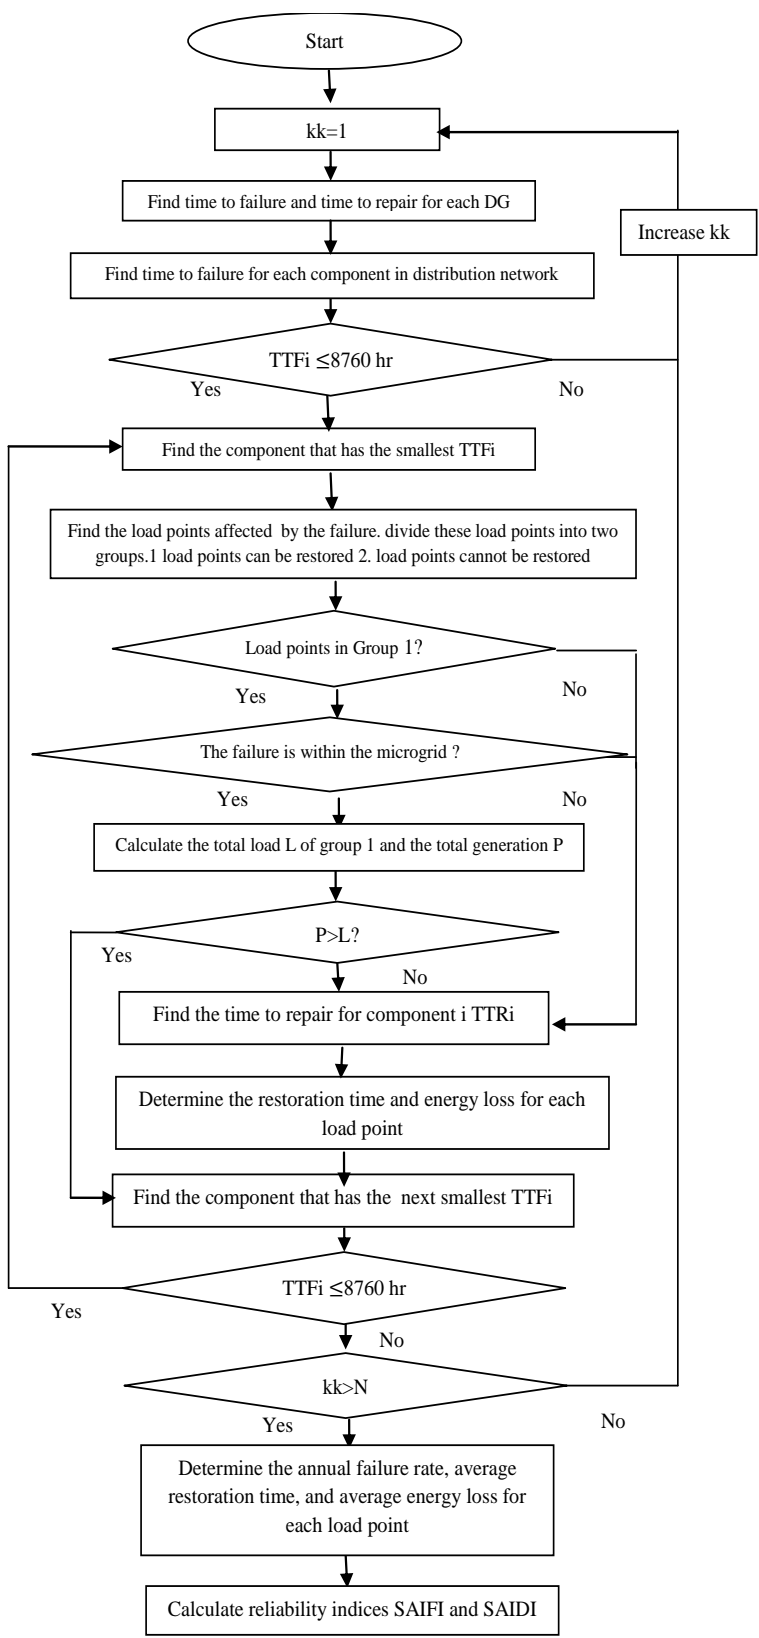 Start
kk=1
Find time to failure and time to repair for each DG
Increase kk
Find time to failure for each component in distribution network
TTFi ≤8760 hr
Yes
No
Find the component that has the smallest TTFi
Find the load points affected by the failure. divide these load points into two
groups.1 load points can be restored 2. load points cannot be restored
Load points in Group 1?
Yes
No
The failure is within the microgrid ?
Yes
No
Calculate the total load L of group 1 and the total generation P
P>L?
Yes
No
Find the time to repair for component i TTRi
Determine the restoration time and energy loss for each
load point
Find the component that has the next smallest TTFi
TTFi ≤8760 hr
Yes
No
kk>N
Yes
No
Determine the annual failure rate, average
restoration time, and average energy loss for
each load point
Calculate reliability indices SAIFI and SAIDI